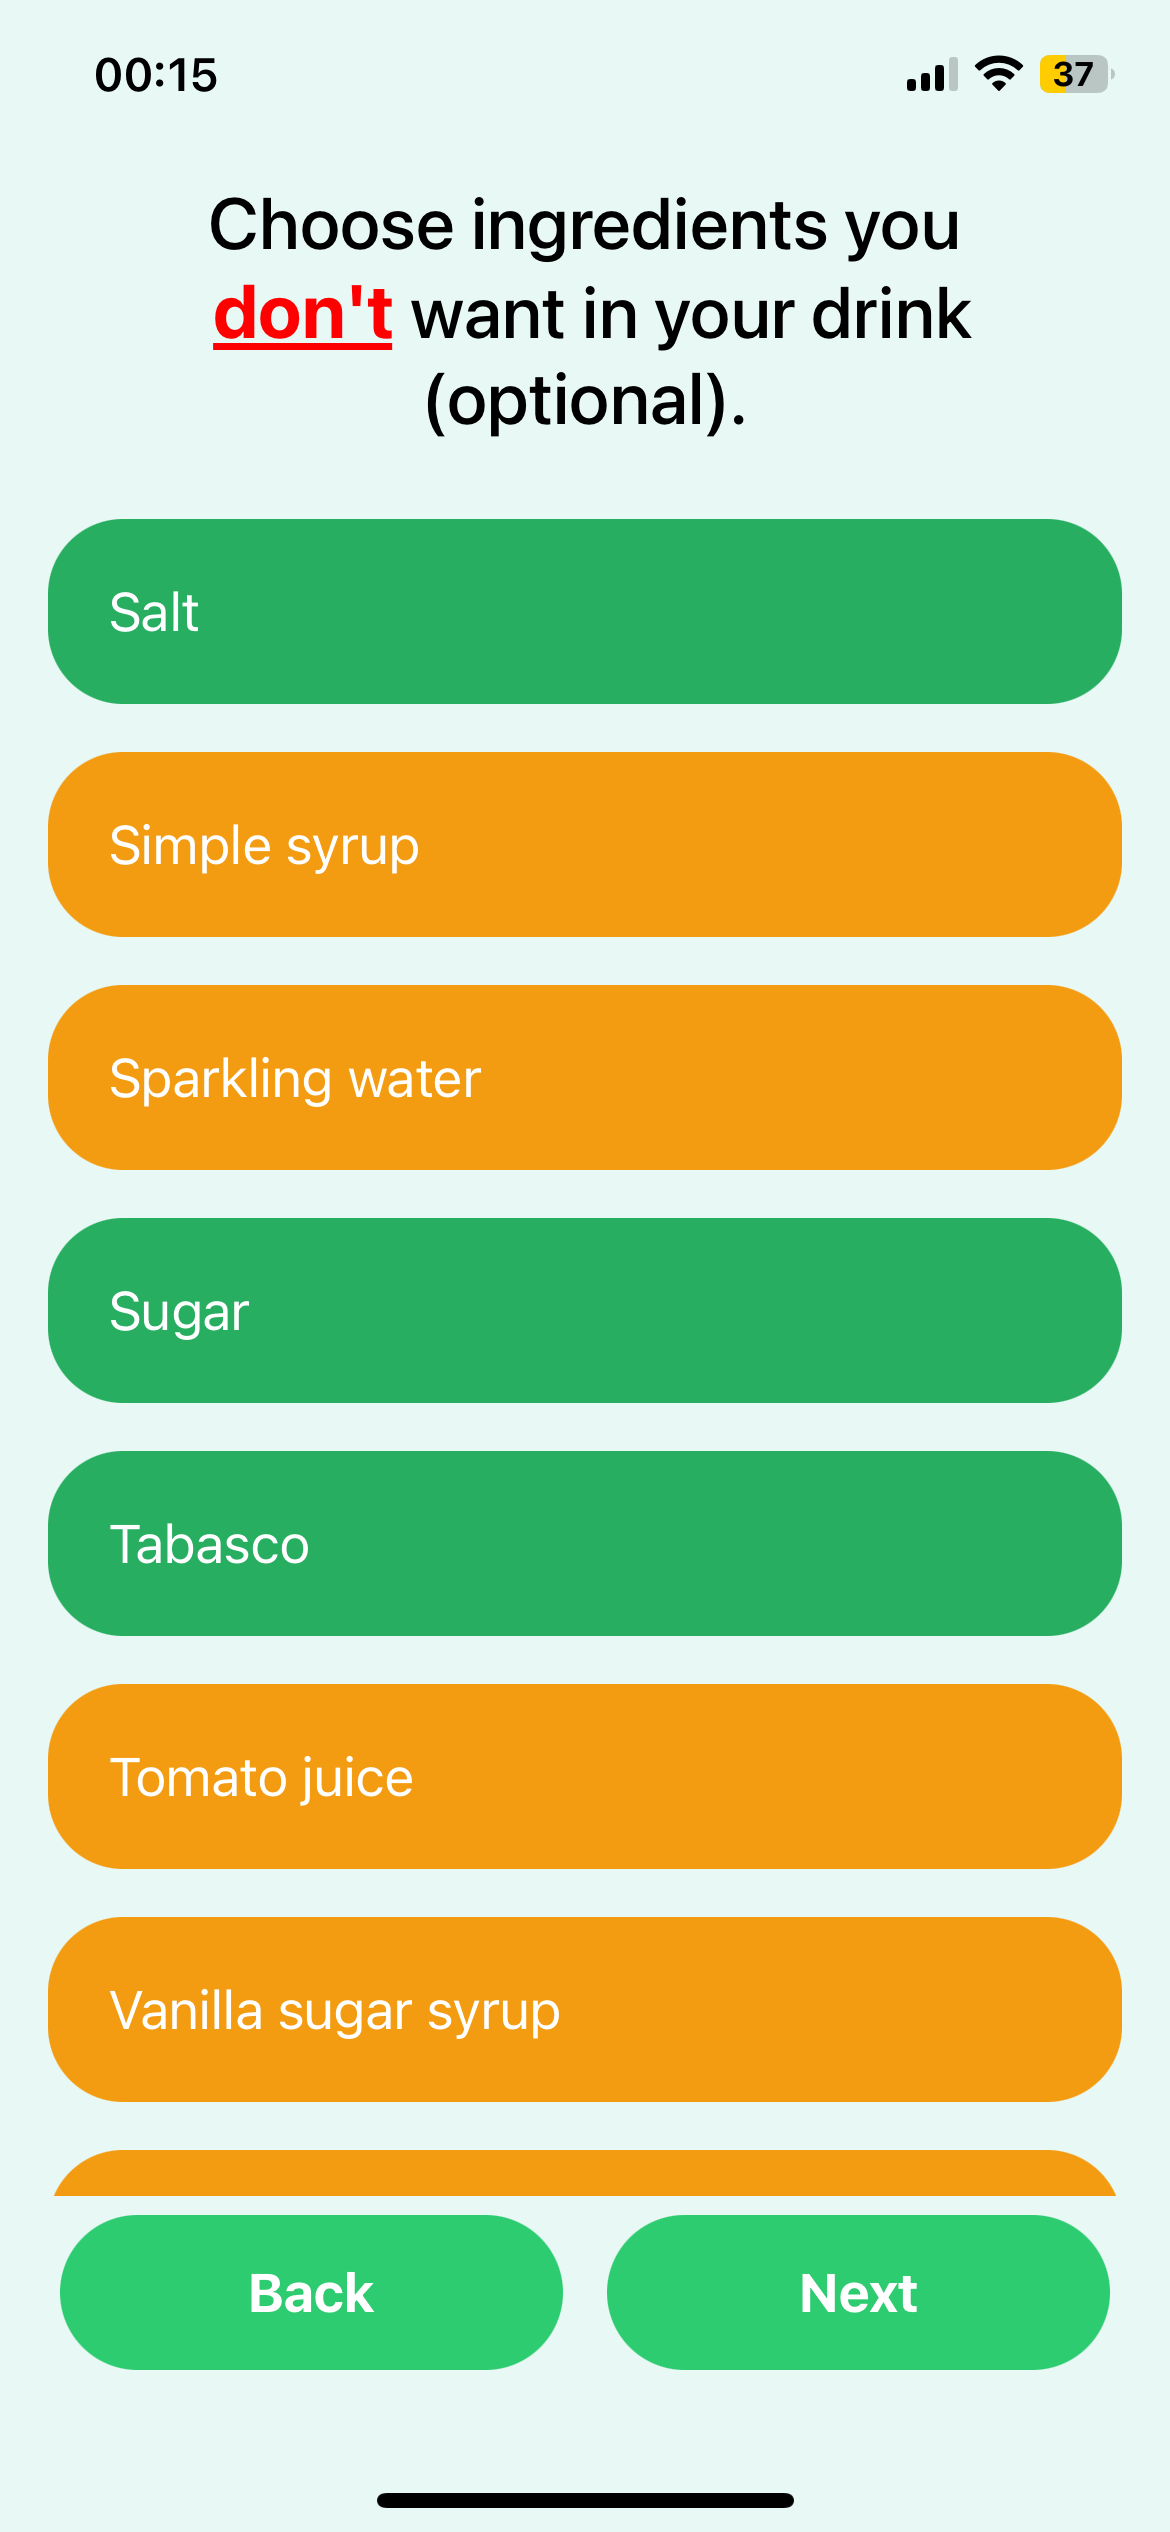 00:15
37
Choose ingredients you
don't want in your drink
(optional).
Salt
Simple syrup
Sparkling water
Sugar
Tabasco
Tomato juice
Vanilla sugar syrup
Back
Next